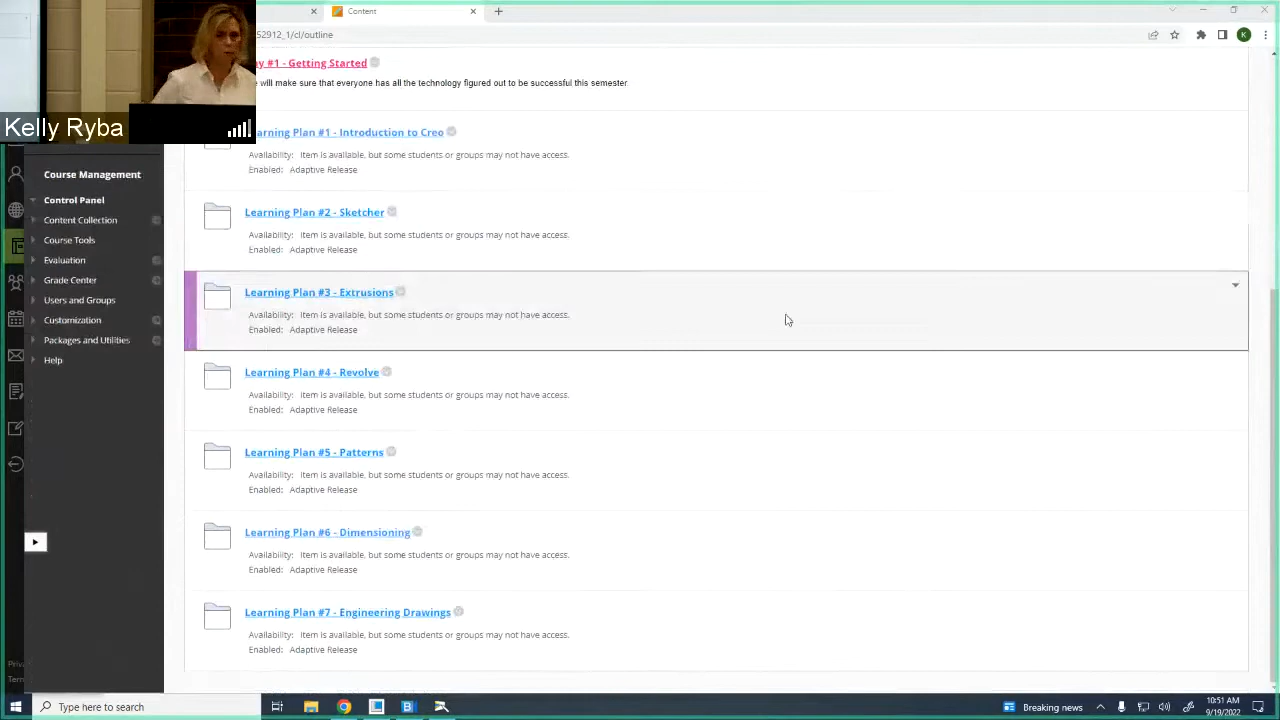 Content
52912_1/cl/outline
K
y #1 - Getting Started
will make sure that everyone has all the technology figured out to be successful this semester.
Kelly Ryba
arning Plan #1 - Introduction to Creo
Availability: Item is available, but some students or groups may not have access.
Enabled: Adaptive Release
Course Management
Control Panel
Content Collection
Course Tools
Evaluation
Grade Center
Users and Groups
Customization
Packages and Utilities
Help
Learning Plan #2 - Sketcher
Availability: Item is available, but some students or groups may not have access.
Enabled: Adaptive Release
Learning Plan #3 - Extrusions
Availability: Item is available, but some students or groups may not have access.
Enabled: Adaptive Release
Learning Plan #4 - Revolve
Availability: Item is available, but some students or groups may not have access.
Enabled: Adaptive Release
Learning Plan #5 - Patterns
Availability: Item is available, but some students or groups may not have access.
Enabled: Adaptive Release
Learning Plan #6 - Dimensioning
Availability: Item is available, but some students or groups may not have access.
Enabled: Adaptive Release
Learning Plan #7 - Engineering Drawings
Availability: Item is available, but some students or groups may not have access.
Enabled: Adaptive Release
Priva
Term
Type here to search
Breaking news
10:51 AM
9/19/2022